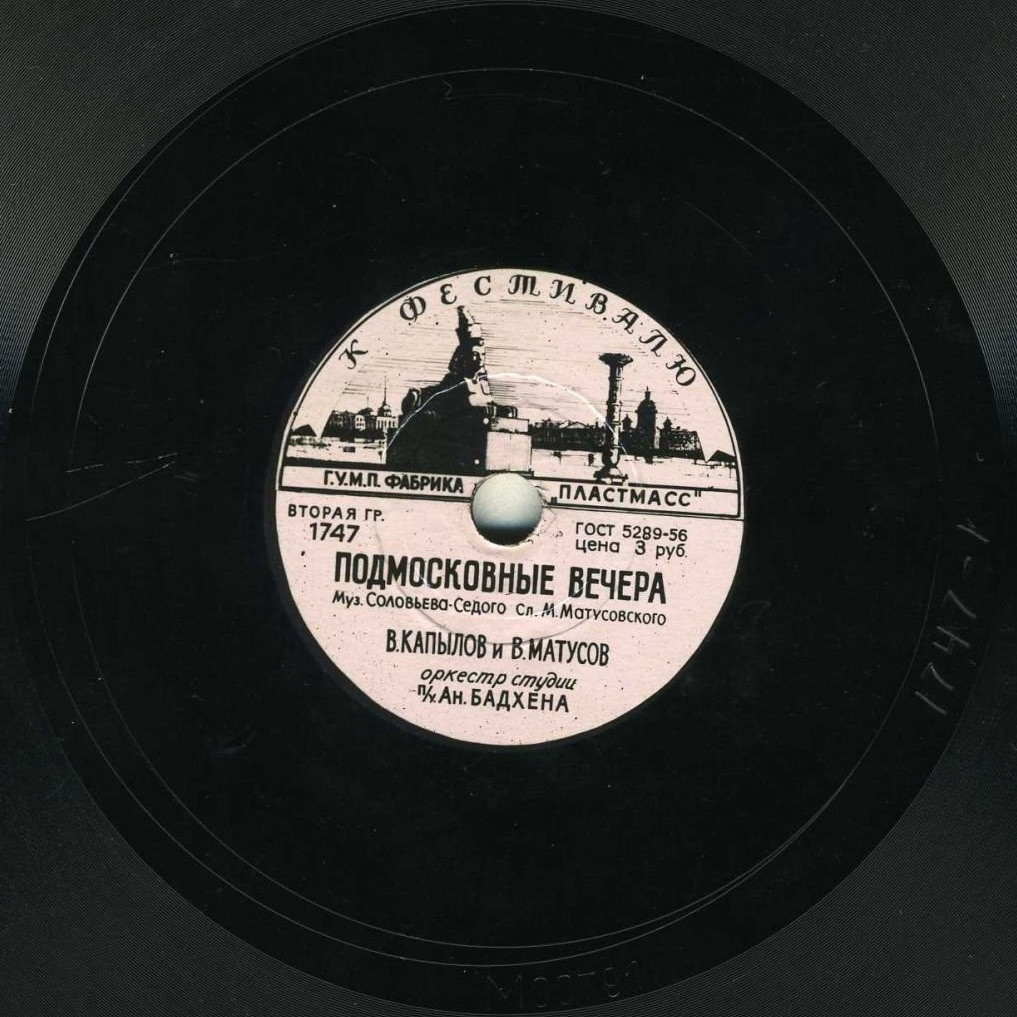 К ФЕСТИВАЛЮ
Г.У.М.П. ФАБРИКА „ПЛАСТМАСС"
ВТОРАЯ ГР.
1747
ГОСТ 5289-56
цена 3 руб.
ПОДМОСКОВНЫЕ ВЕЧЕРА
Муз. Соловьева-Седого Сл. М. Матусовского
В.КАПЫЛОВ и В.МАТУСОВ
оркестр студии
п/у Ан. БАДХЕНА
1747-1